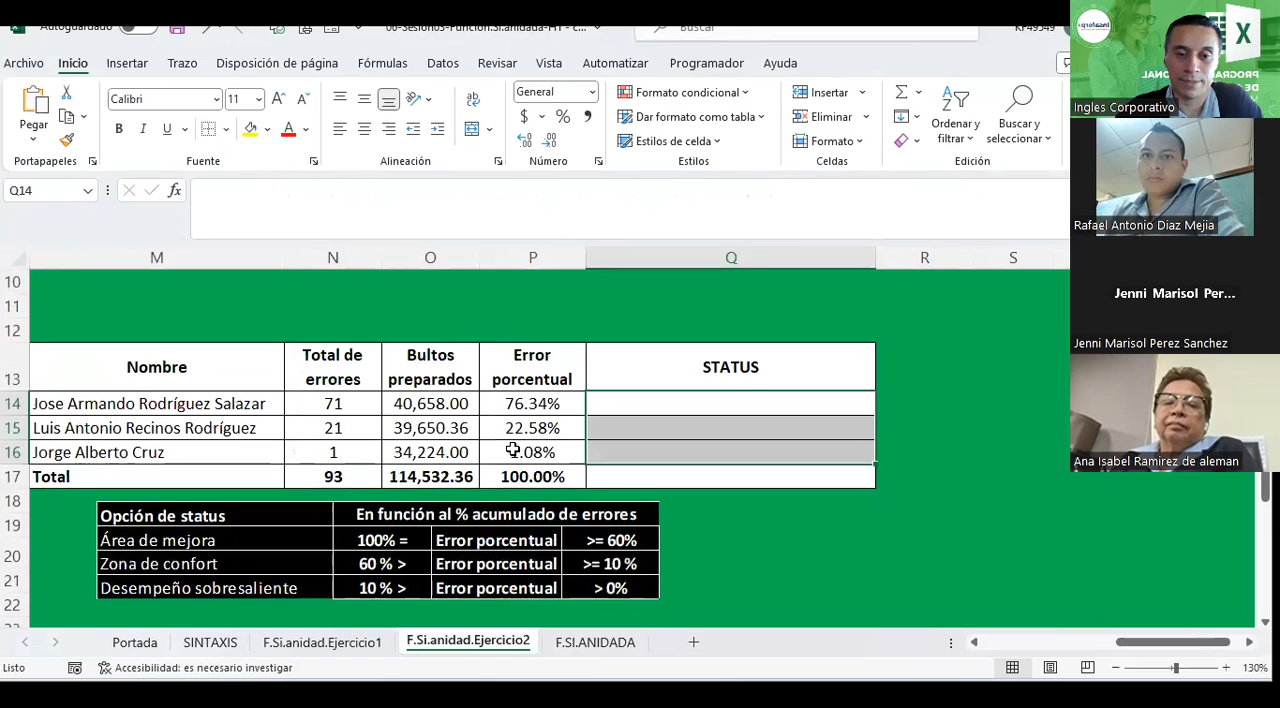 Autoguardado
Buscar
Archivo Inicio Insertar Trazo Disposición de página Fórmulas Datos Revisar Vista Automatizar Programador Ayuda
Pegar
Calibri 11
N K S
General
$ % 000
Formato condicional
Dar formato como tabla
Estilos de celda
Insertar
Eliminar
Formato
Ordenar y filtrar
Buscar y seleccionar
Portapapeles Fuente Alineación Número Estilos Celdas Edición
Q14 fx
M N O P Q R S
10
11
12
13 Nombre Total de errores Bultos preparados Error porcentual STATUS
14 Jose Armando Rodríguez Salazar 71 40,658.00 76.34%
15 Luis Antonio Recinos Rodríguez 21 39,650.36 22.58%
16 Jorge Alberto Cruz 1 34,224.00 .08%
17 Total 93 114,532.36 100.00%
18
19 Opción de status En función al % acumulado de errores
20 Área de mejora 100% = Error porcentual >= 60%
21 Zona de confort 60 % > Error porcentual >= 10 %
22 Desempeño sobresaliente 10 % > Error porcentual > 0%
Portada SINTAXIS F.Si.anidad.Ejercicio1 F.Si.anidad.Ejercicio2 F.SI.ANIDADA
Listo Accesibilidad: es necesario investigar 130%
Ingles Corporativo
Rafael Antonio Diaz Mejia
Jenni Marisol Per...
Jenni Marisol Perez Sanchez
Ana Isabel Ramirez de aleman